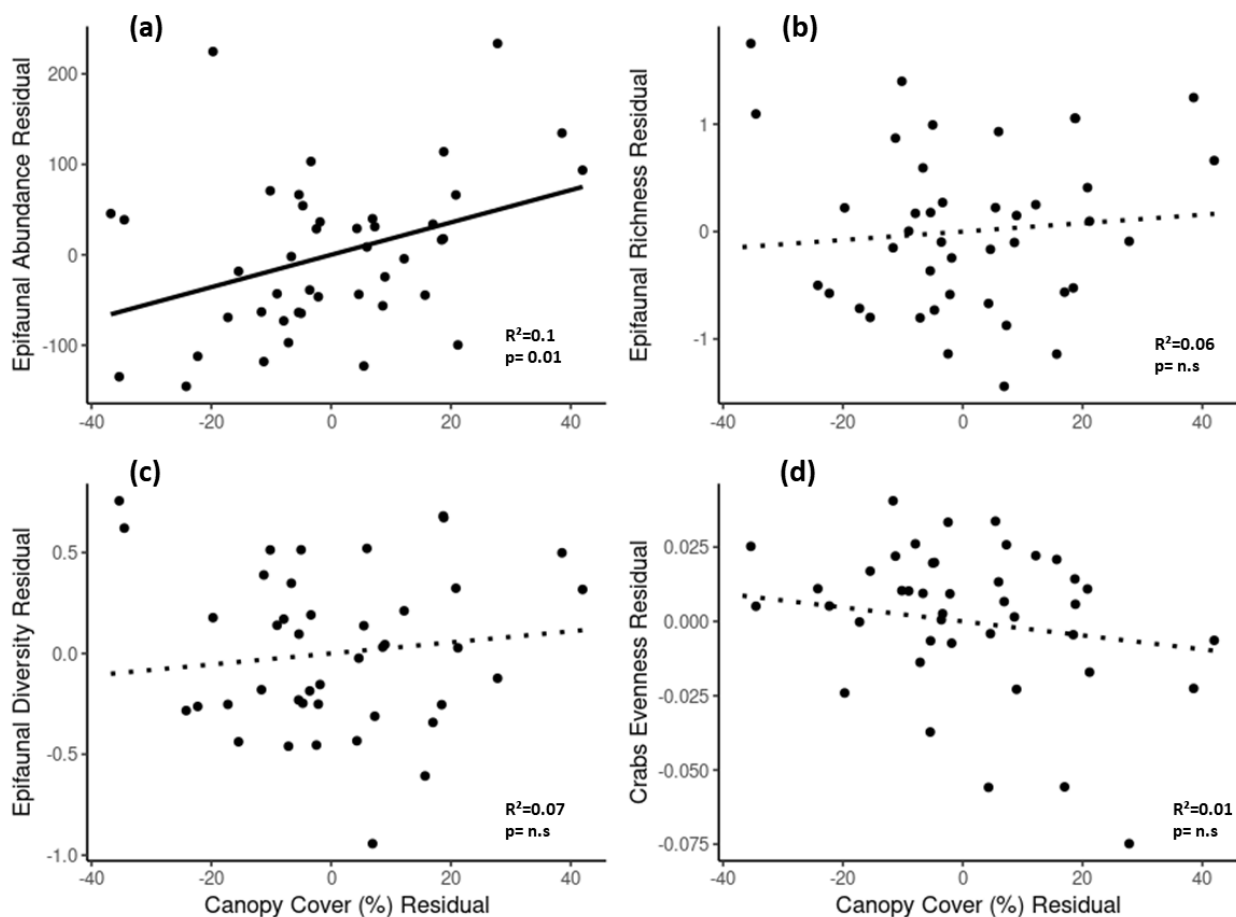 (a)
Epifaunal Abundance Residual
200
100
0
-100
-40
-20
0
20
40
R²=0.1
p= 0.01
(b)
Epifaunal Richness Residual
1
0
-1
-40
-20
0
20
40
R²=0.06
p= n.s
(c)
Epifaunal Diversity Residual
0.5
0.0
-0.5
-1.0
-40
-20
0
20
40
Canopy Cover (%) Residual
R²=0.07
p= n.s
(d)
Crabs Evenness Residual
0.025
0.000
-0.025
-0.050
-0.075
-40
-20
0
20
40
Canopy Cover (%) Residual
R²=0.01
p= n.s